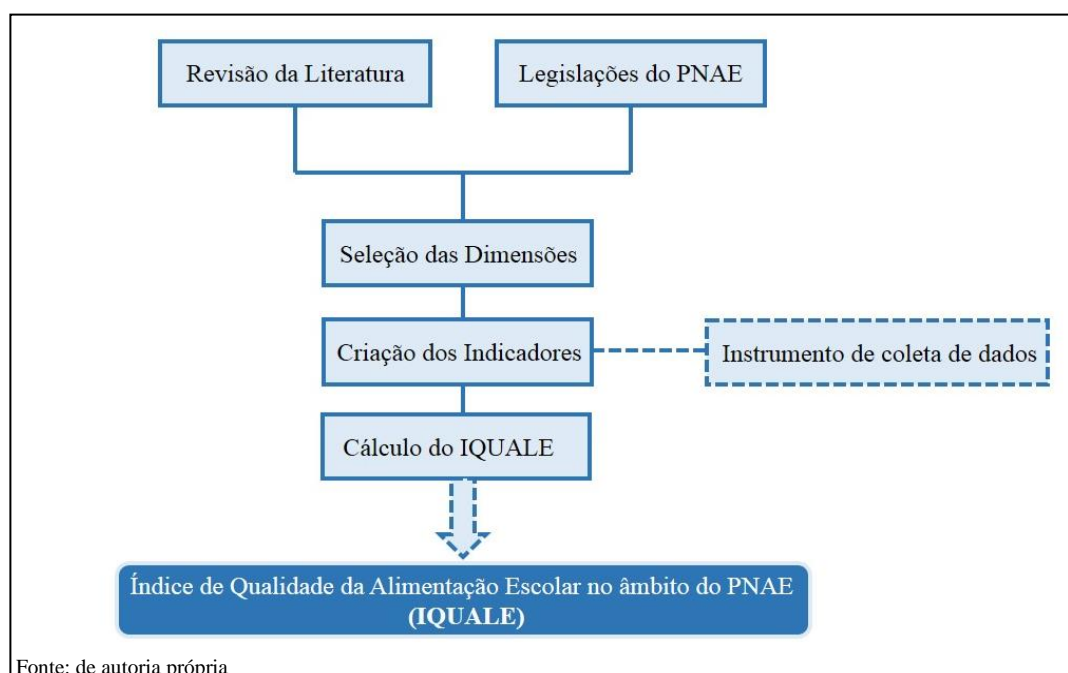 Revisão da Literatura
Legislações do PNAE
Seleção das Dimensões
Criação dos Indicadores
Instrumento de coleta de dados
Cálculo do IQUALE
Índice de Qualidade da Alimentação Escolar no âmbito do PNAE
(IQUALE)
Fonte: de autoria própria